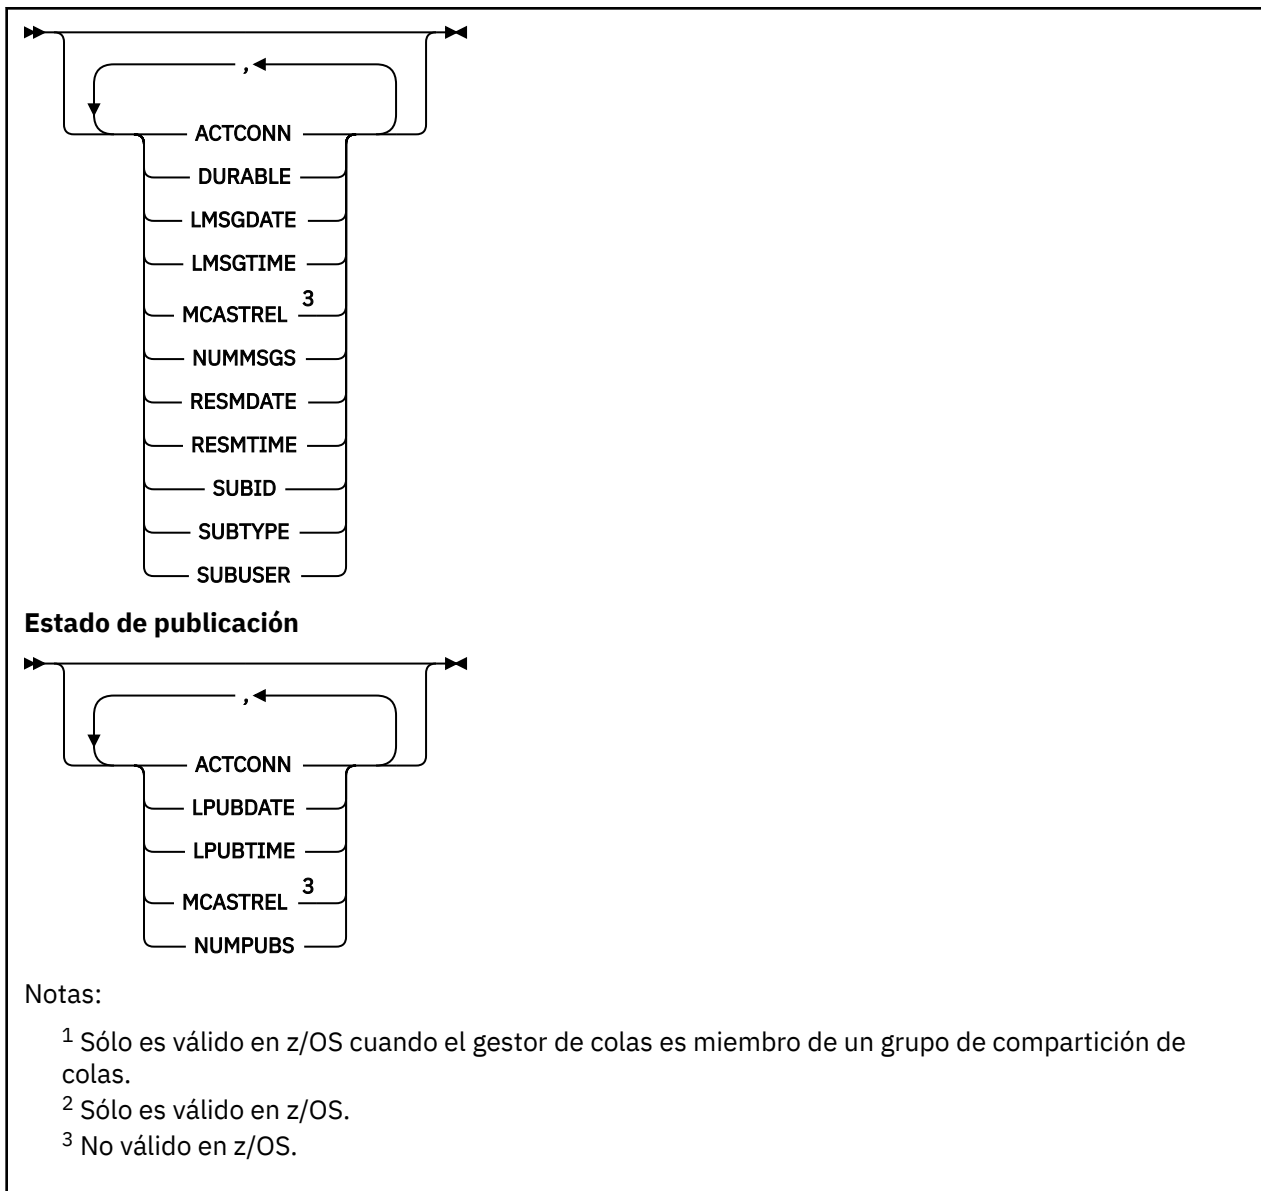 ,
ACTCONN
DURABLE
LMSGDATE
LMSGTIME
MCASTREL 3
NUMMSGS
RESMDATE
RESMTIME
SUBID
SUBTYPE
SUBUSER
Estado de publicación
,
ACTCONN
LPUBDATE
LPUBTIME
MCASTREL 3
NUMPUBS
Notas:
1 Sólo es válido en z/OS cuando el gestor de colas es miembro de un grupo de compartición de
colas.
2 Sólo es válido en z/OS.
3 No válido en z/OS.